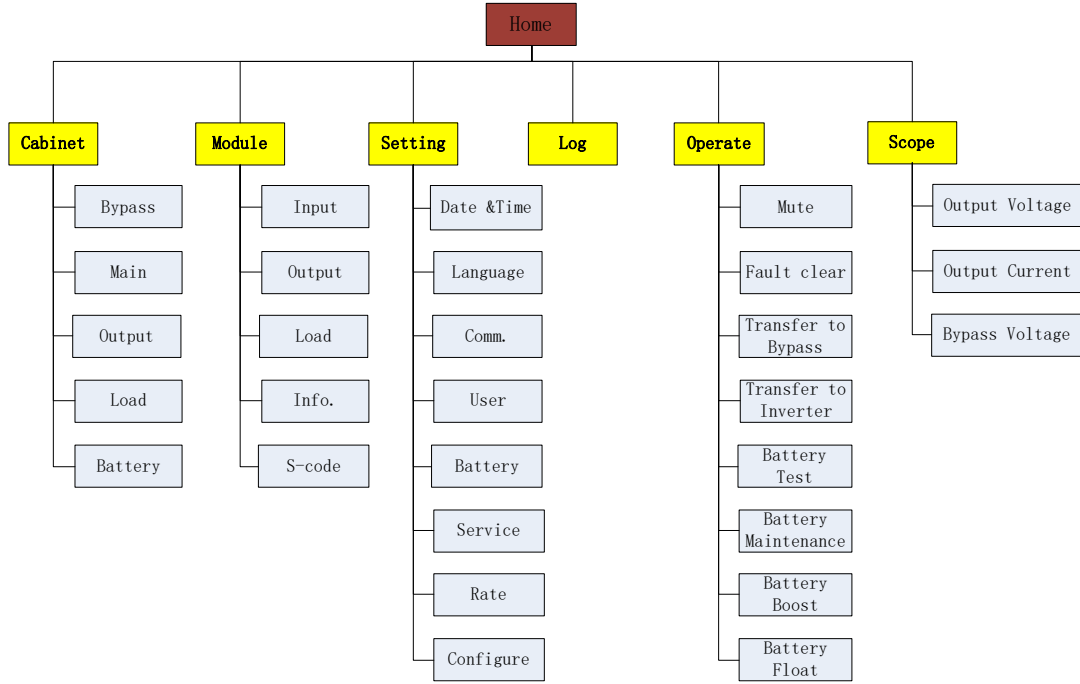 Home
Cabinet
Module
Setting
Log
Operate
Scope
Bypass
Main
Output
Load
Battery
Input
Output
Load
Info.
S-code
Date &Time
Language
Comm.
User
Battery
Service
Rate
Configure
Mute
Fault clear
Transfer to
Bypass
Transfer to
Inverter
Battery
Test
Battery
Maintenance
Battery
Boost
Battery
Float
Output Voltage
Output Current
Bypass Voltage